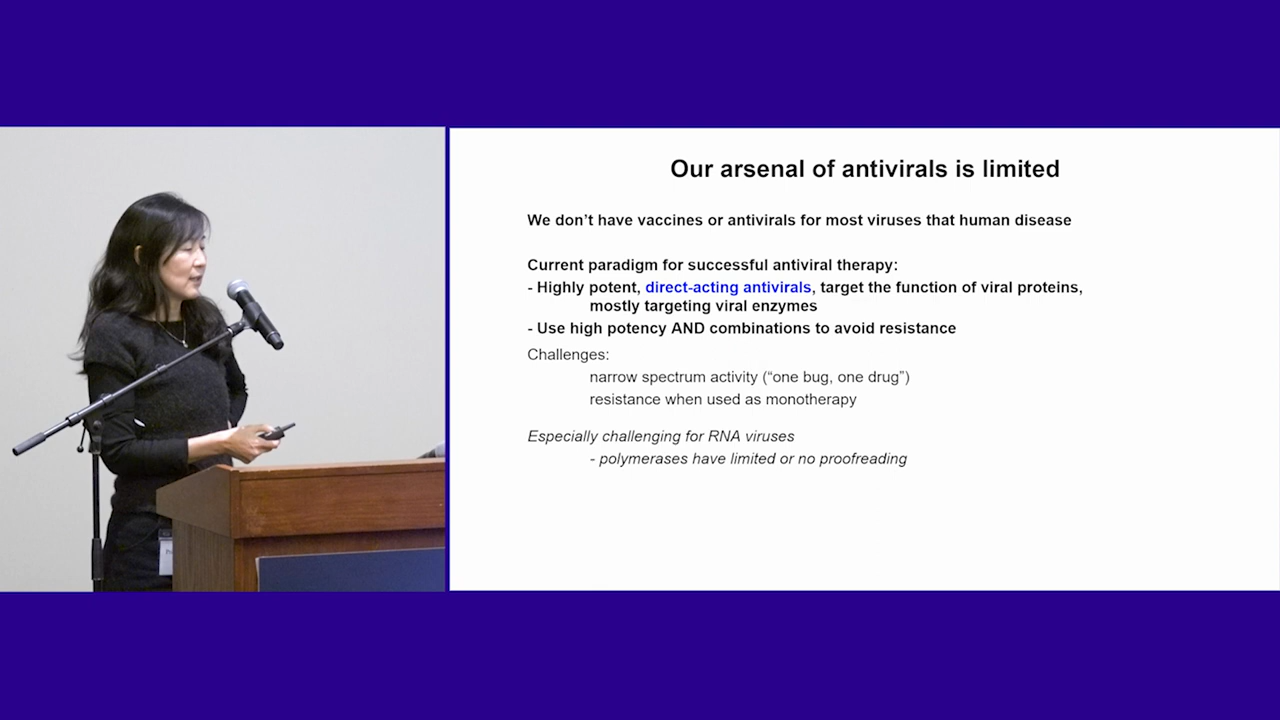 Our arsenal of antivirals is limited
We don’t have vaccines or antivirals for most viruses that human disease
Current paradigm for successful antiviral therapy:
- Highly potent, direct-acting antivirals, target the function of viral proteins,
mostly targeting viral enzymes
- Use high potency AND combinations to avoid resistance
Challenges:
narrow spectrum activity (“one bug, one drug”)
resistance when used as monotherapy
Especially challenging for RNA viruses
- polymerases have limited or no proofreading